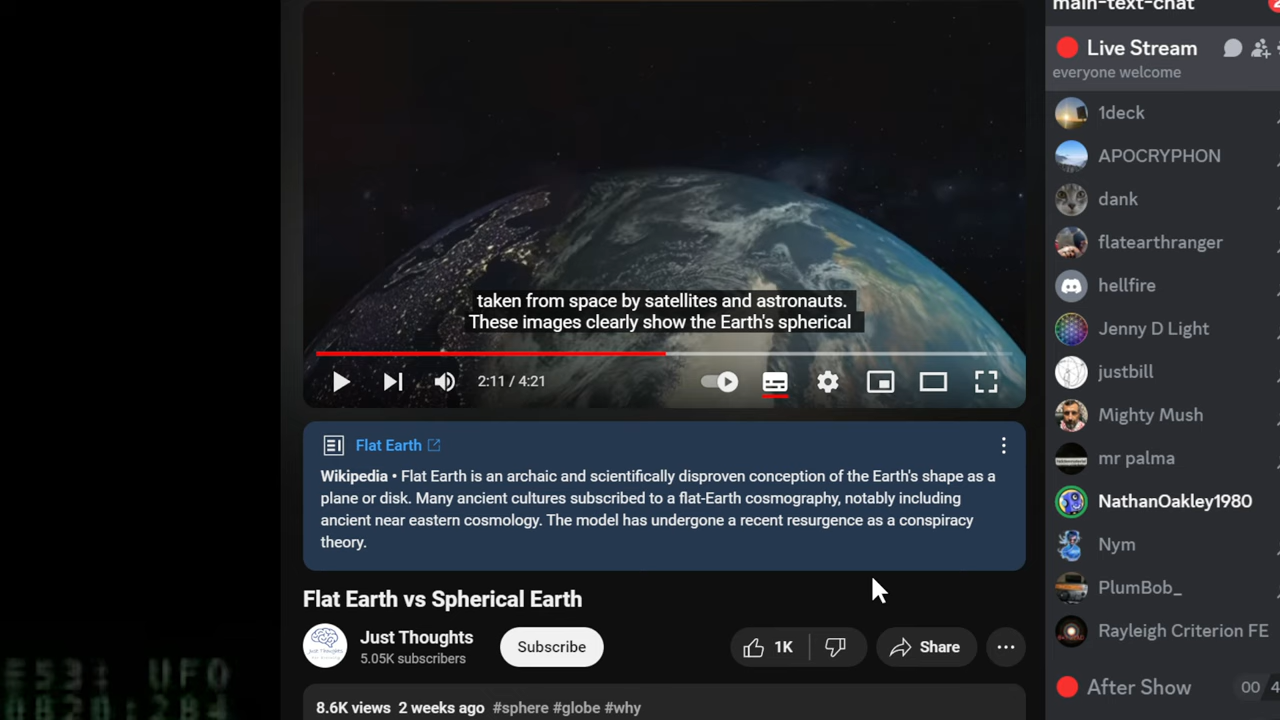 taken from space by satellites and astronauts.
These images clearly show the Earth's spherical
2:11 / 4:21
Flat Earth
Wikipedia • Flat Earth is an archaic and scientifically disproven conception of the Earth's shape as a
plane or disk. Many ancient cultures subscribed to a flat-Earth cosmography, notably including
ancient near eastern cosmology. The model has undergone a recent resurgence as a conspiracy
theory.
Flat Earth vs Spherical Earth
Just Thoughts
5.05K subscribers
Subscribe
1K
Share
8.6K views 2 weeks ago #sphere #globe #why
main-text-chat
Live Stream
everyone welcome
1deck
APOCRYPHON
dank
flatearthranger
hellfire
Jenny D Light
justbill
Mighty Mush
mr palma
NathanOakley1980
Nym
PlumBob_
Rayleigh Criterion FE
After Show
00